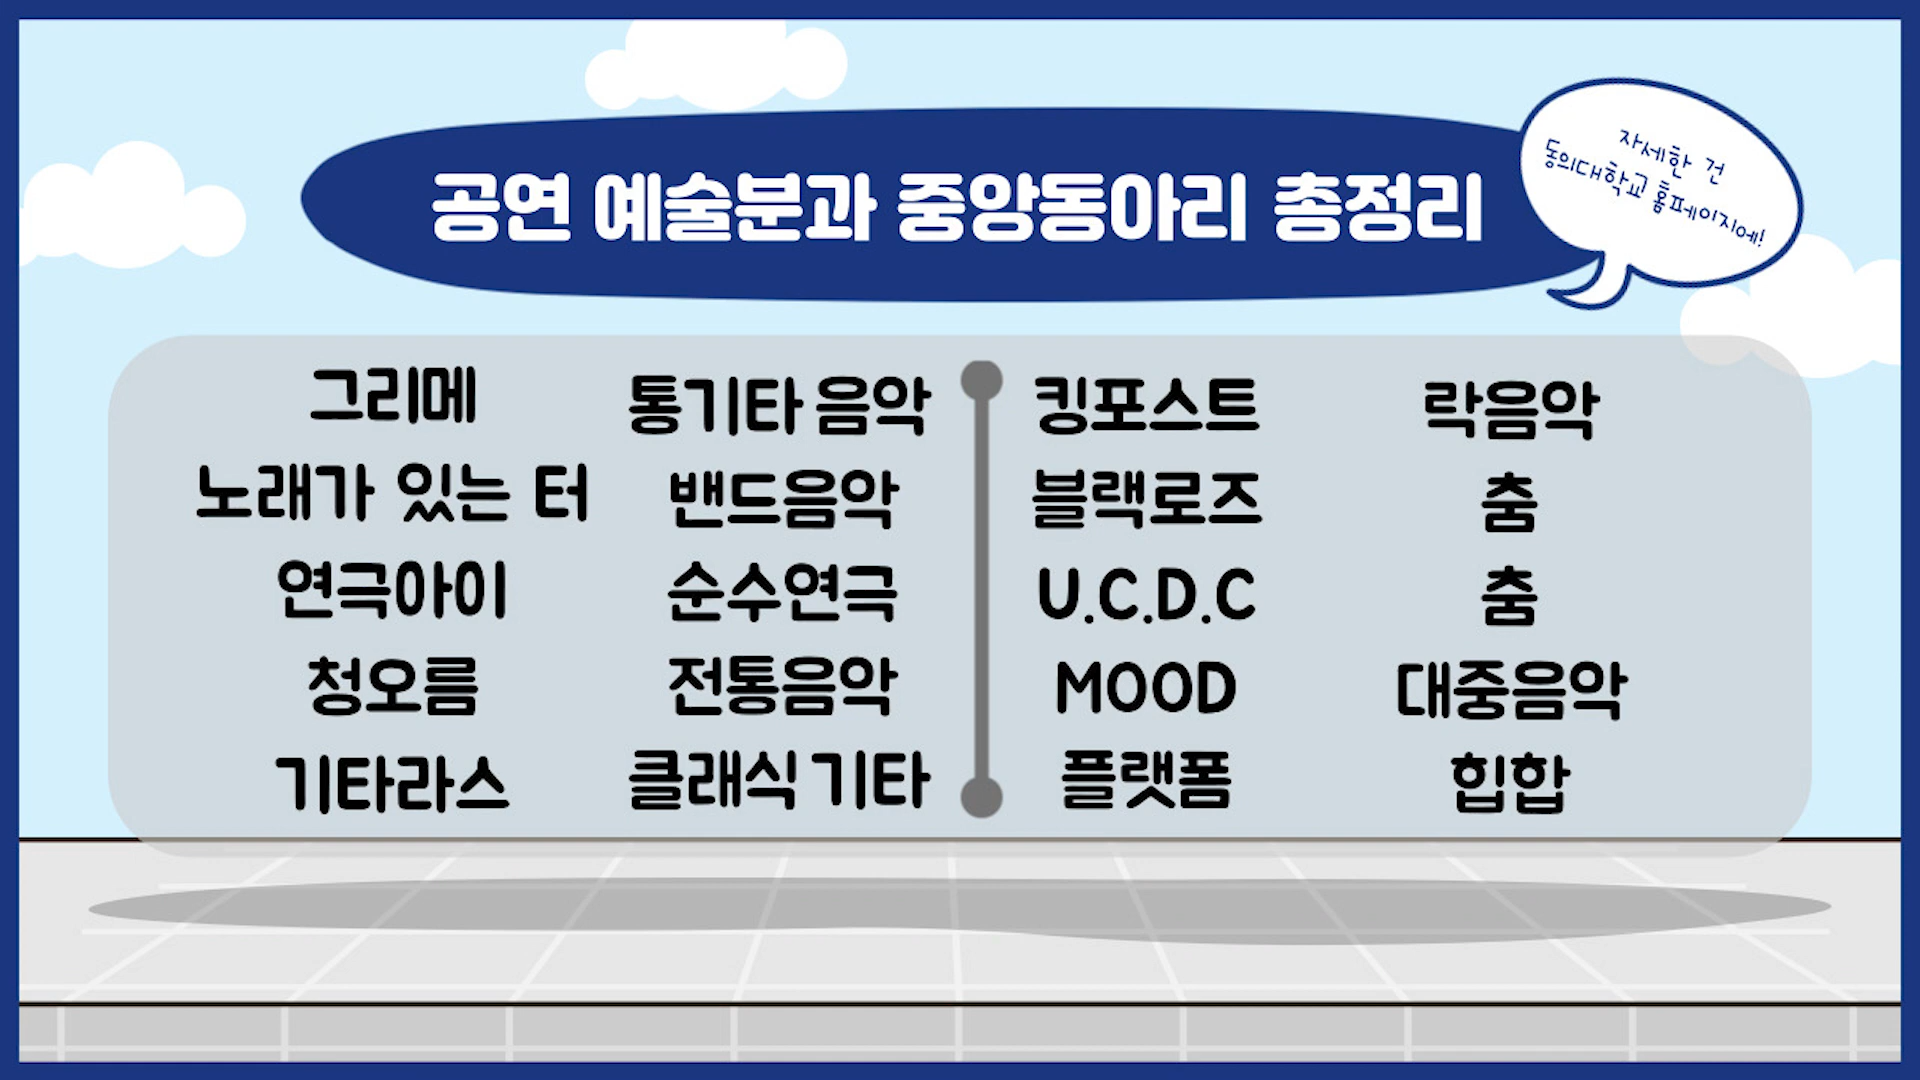 공연 예술분과 중앙동아리 총정리
자세한 건
동의대학교 홈페이지에!
그리메 통기타 음악
노래가 있는 터 밴드음악
연극아이 순수연극
청오름 전통음악
기타라스 클래식 기타
킹포스트 락음악
블랙로즈 춤
U.C.D.C 춤
MOOD 대중음악
플랫폼 힙합